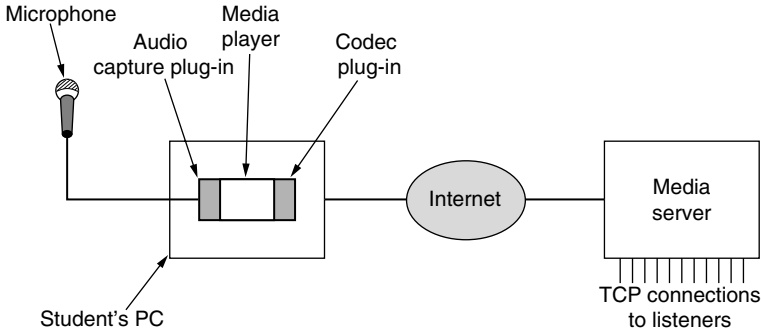 Microphone
Media
player
Audio
capture plug-in
Codec
plug-in
Internet
Media
server
Student's PC
TCP connections
to listeners